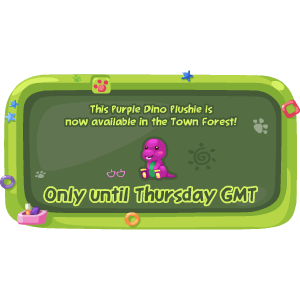 This Purple Dino Plushie is
now available in the Town Forest!
Only until Thursday GMT